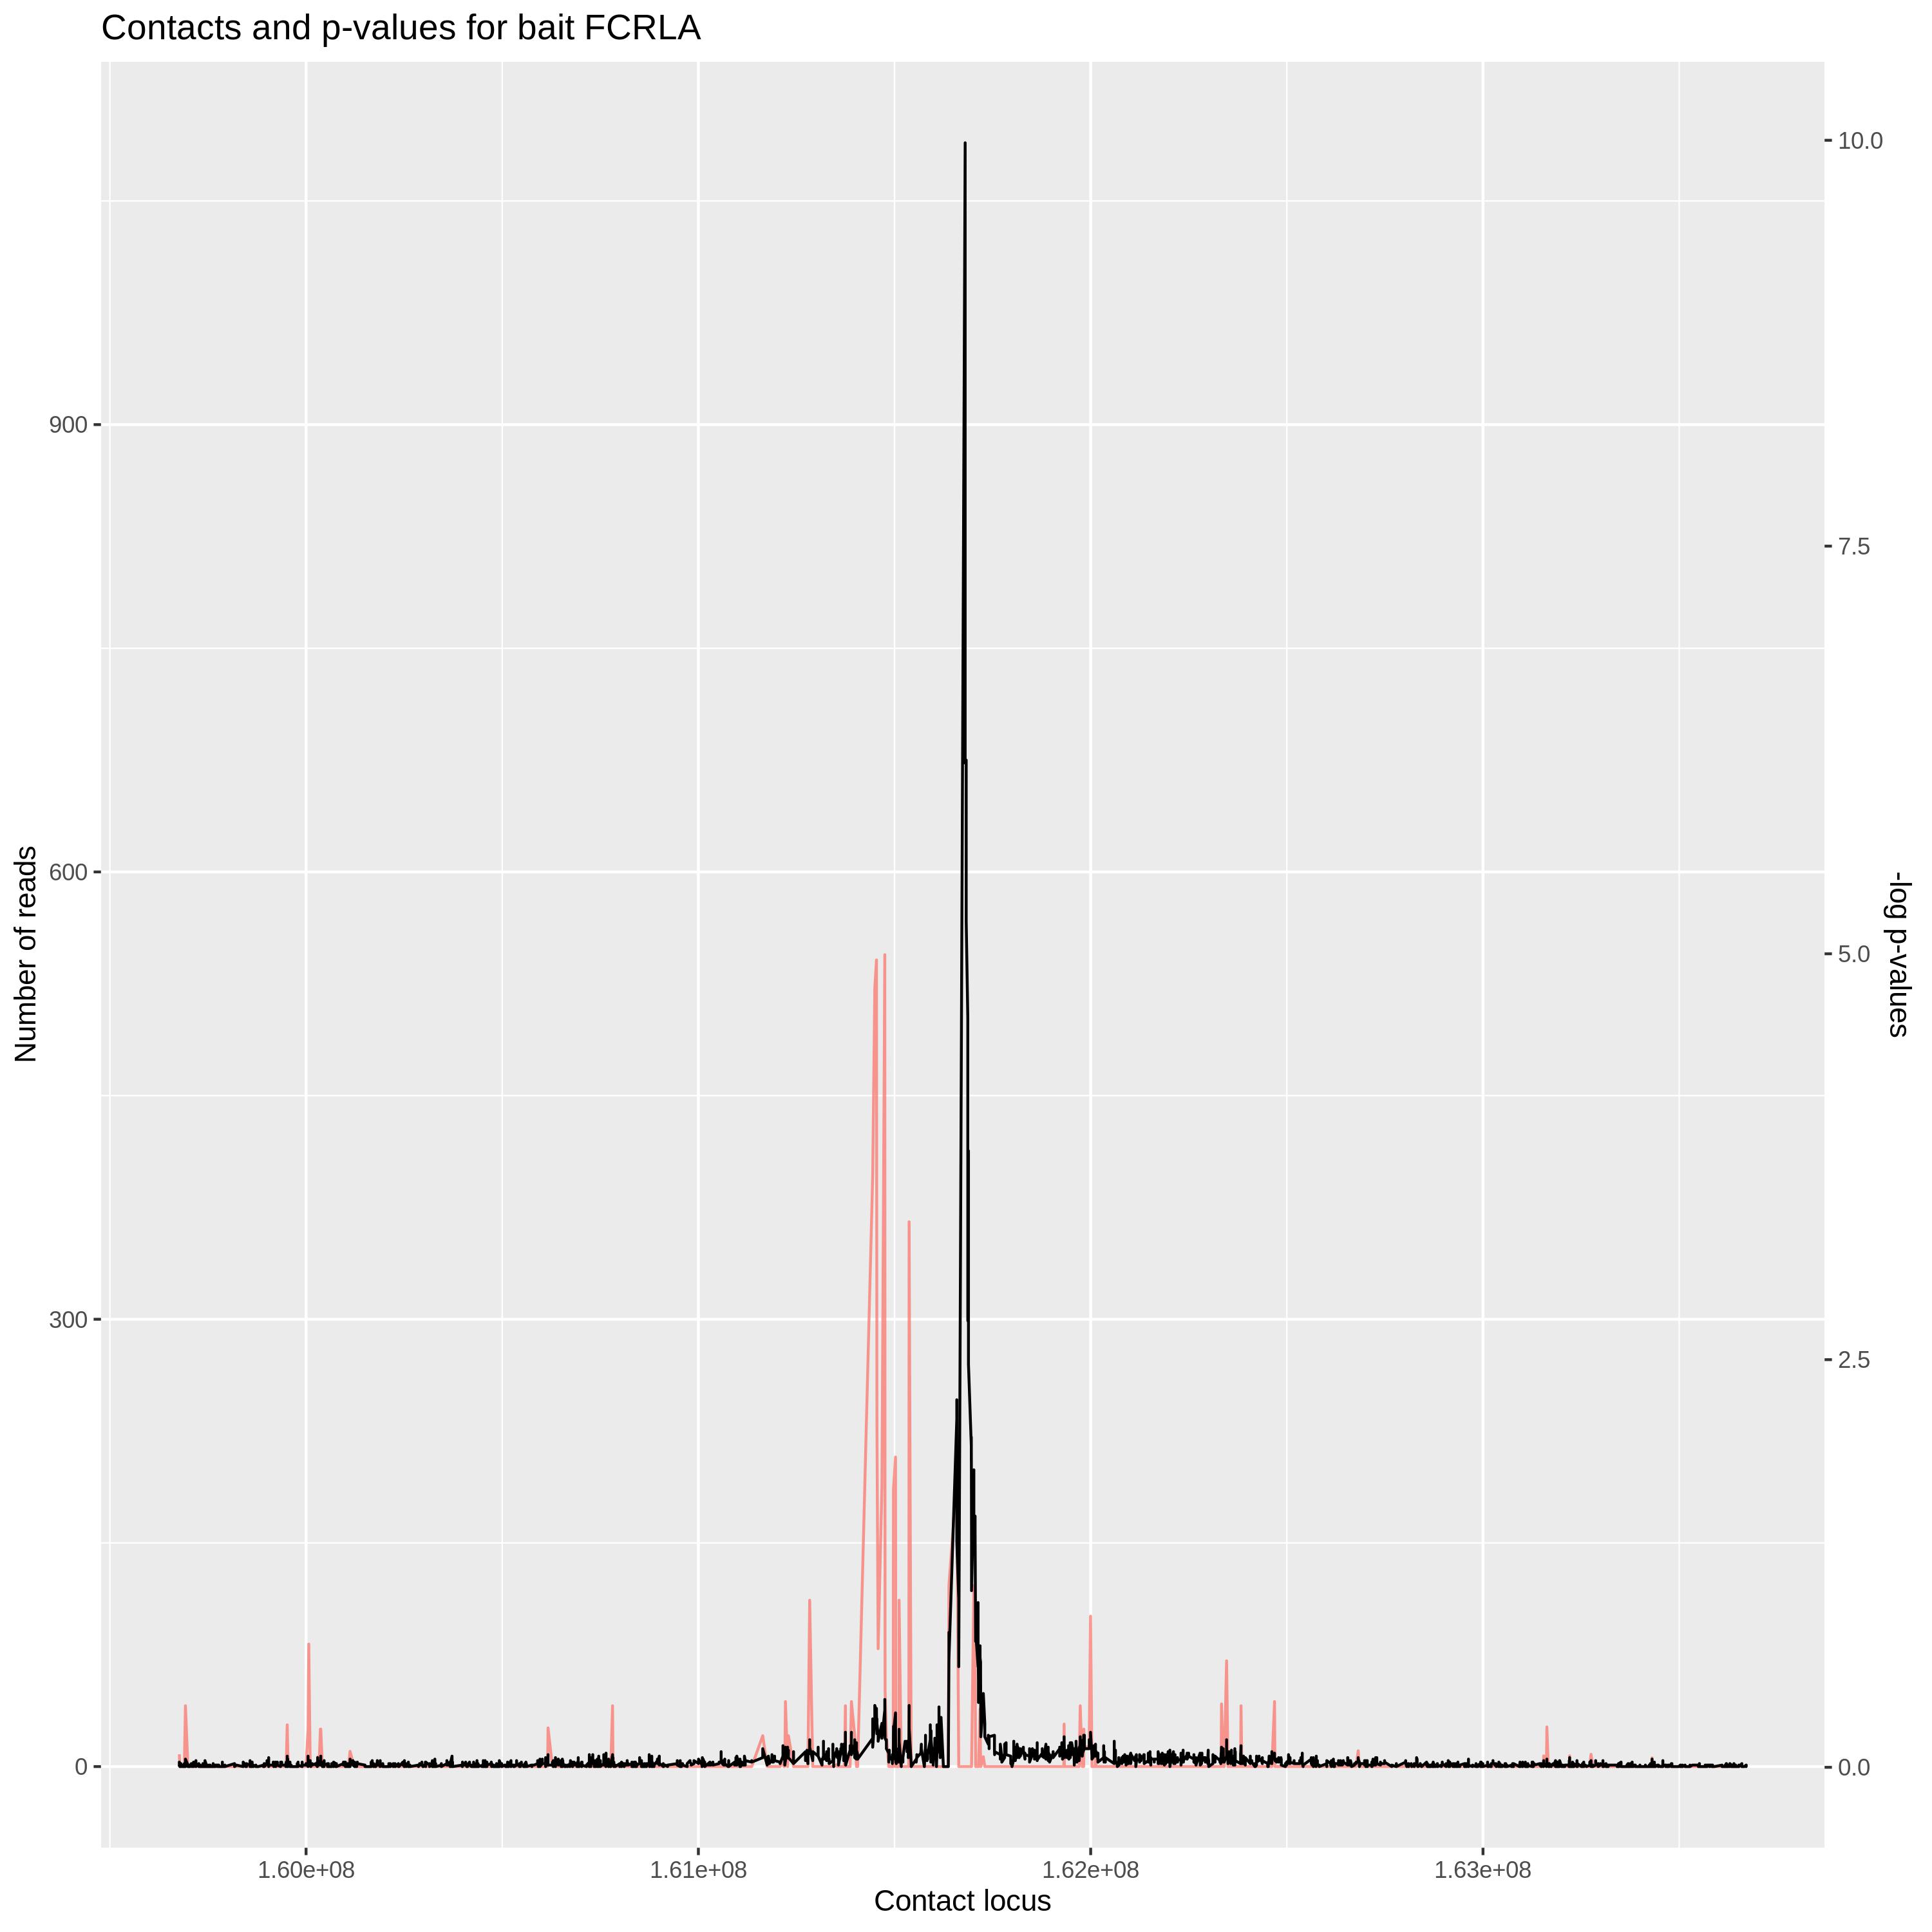 Contacts and p-values for bait FCRLA
Number of reads
900
600
300
0
10.0
7.5
5.0
2.5
0.0
-log p-values
1.60e+08
1.61e+08
1.62e+08
1.63e+08
Contact locus